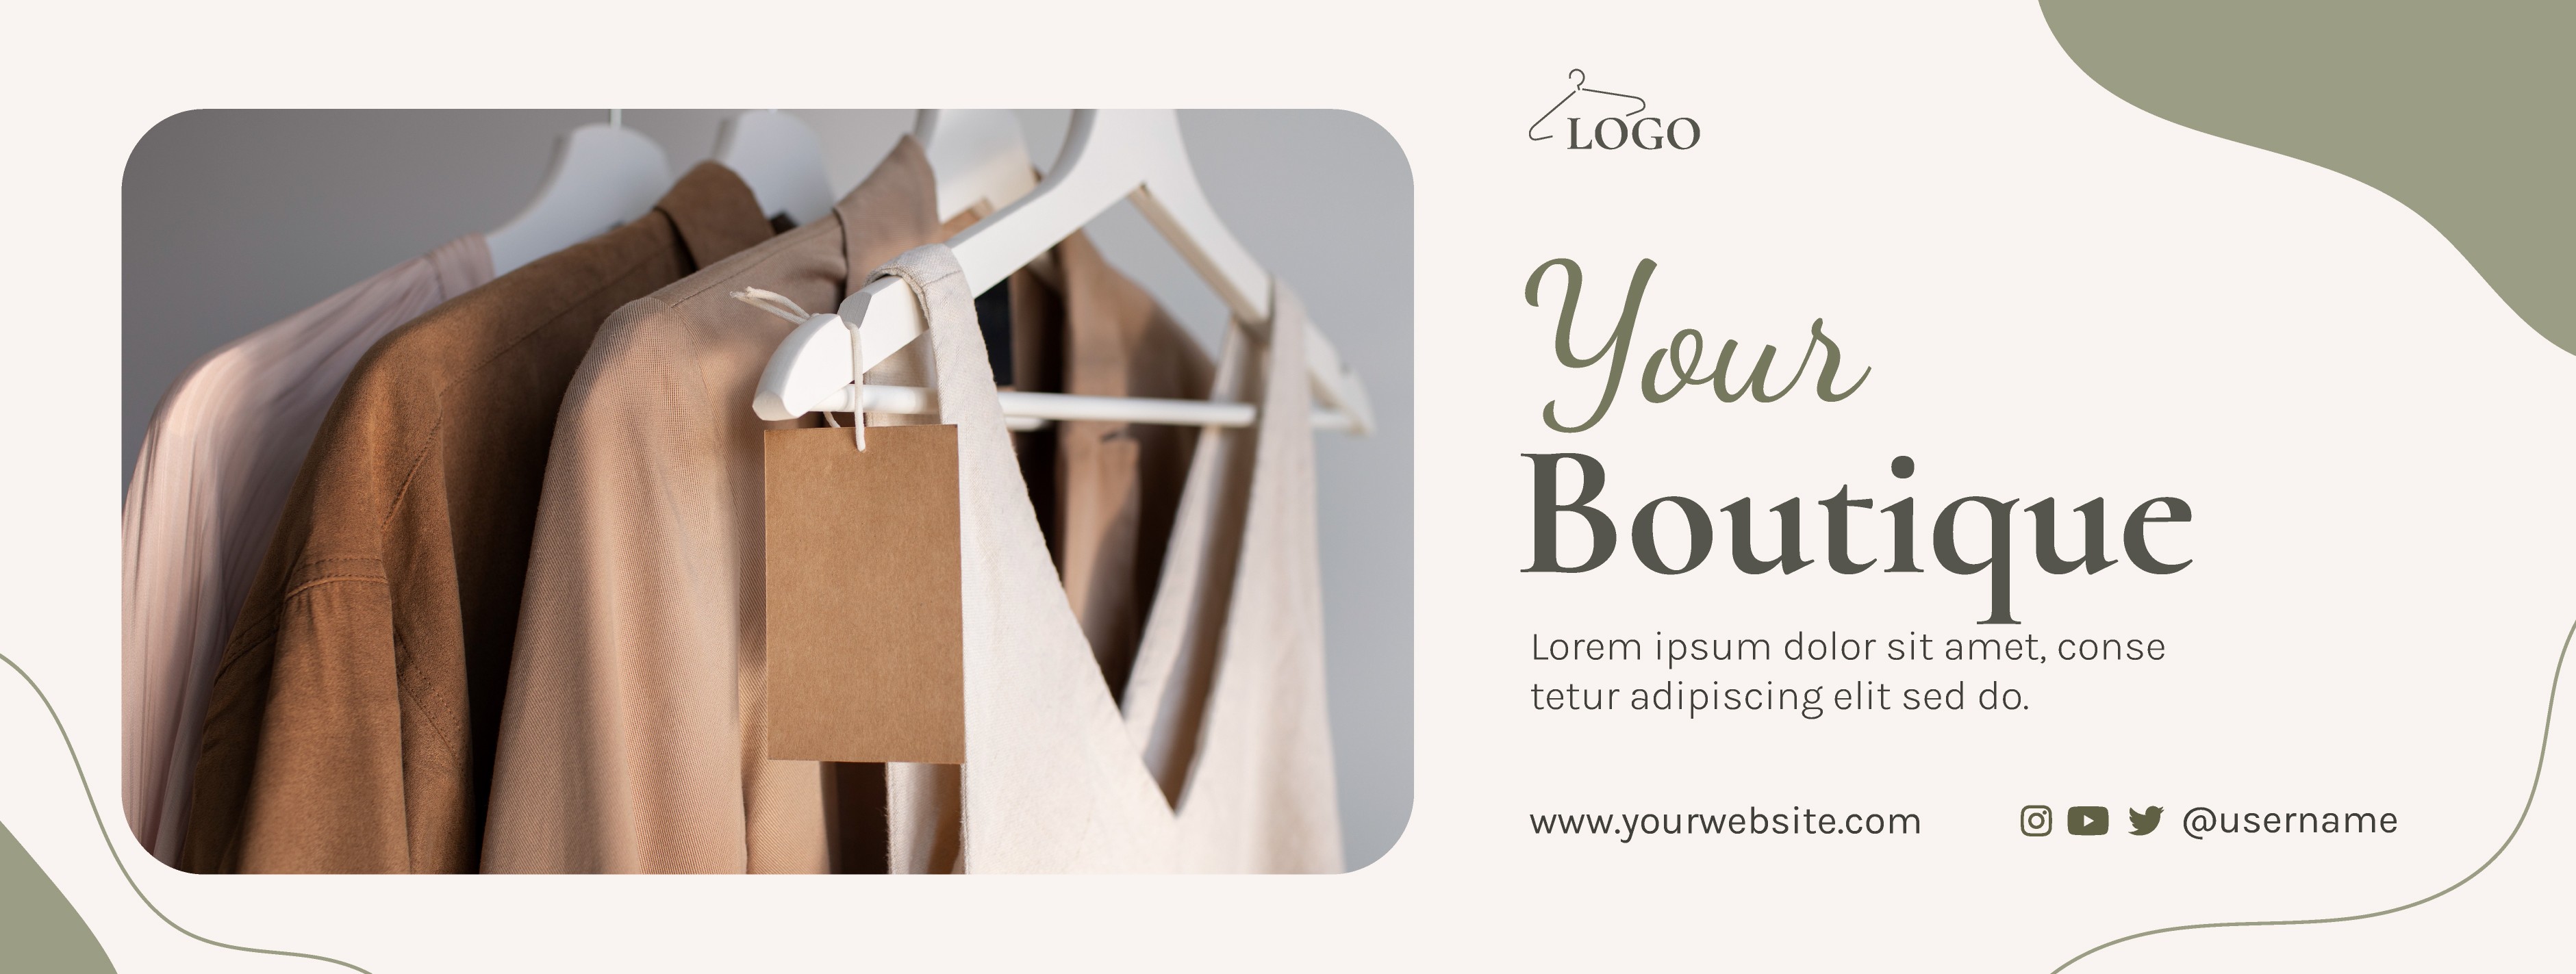 LOGO
Your
Boutique
Lorem ipsum dolor sit amet, conse
tetur adipiscing elit sed do.
www.yourwebsite.com
@username